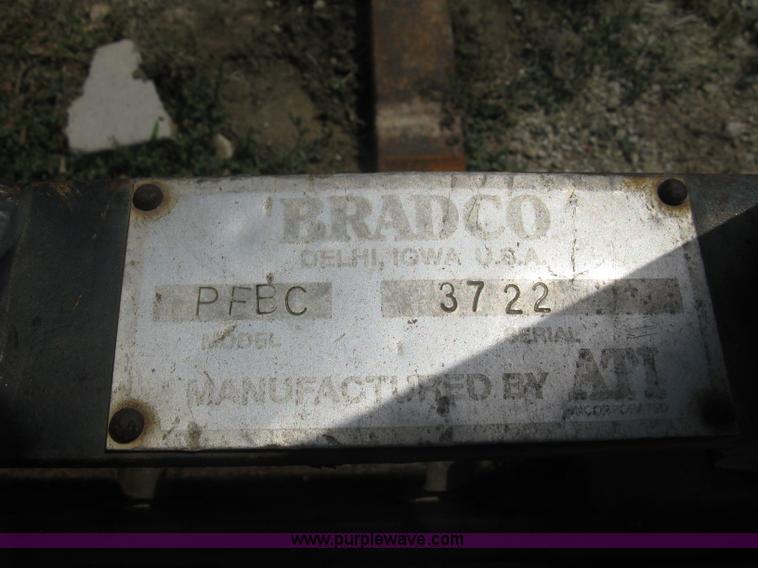 BRADCO
DELHI, IOWA U.S.A.
PFBC 3722
MODEL SERIAL
MANUFACTURED BY ATI
INCORPORATED
www.purplewave.com